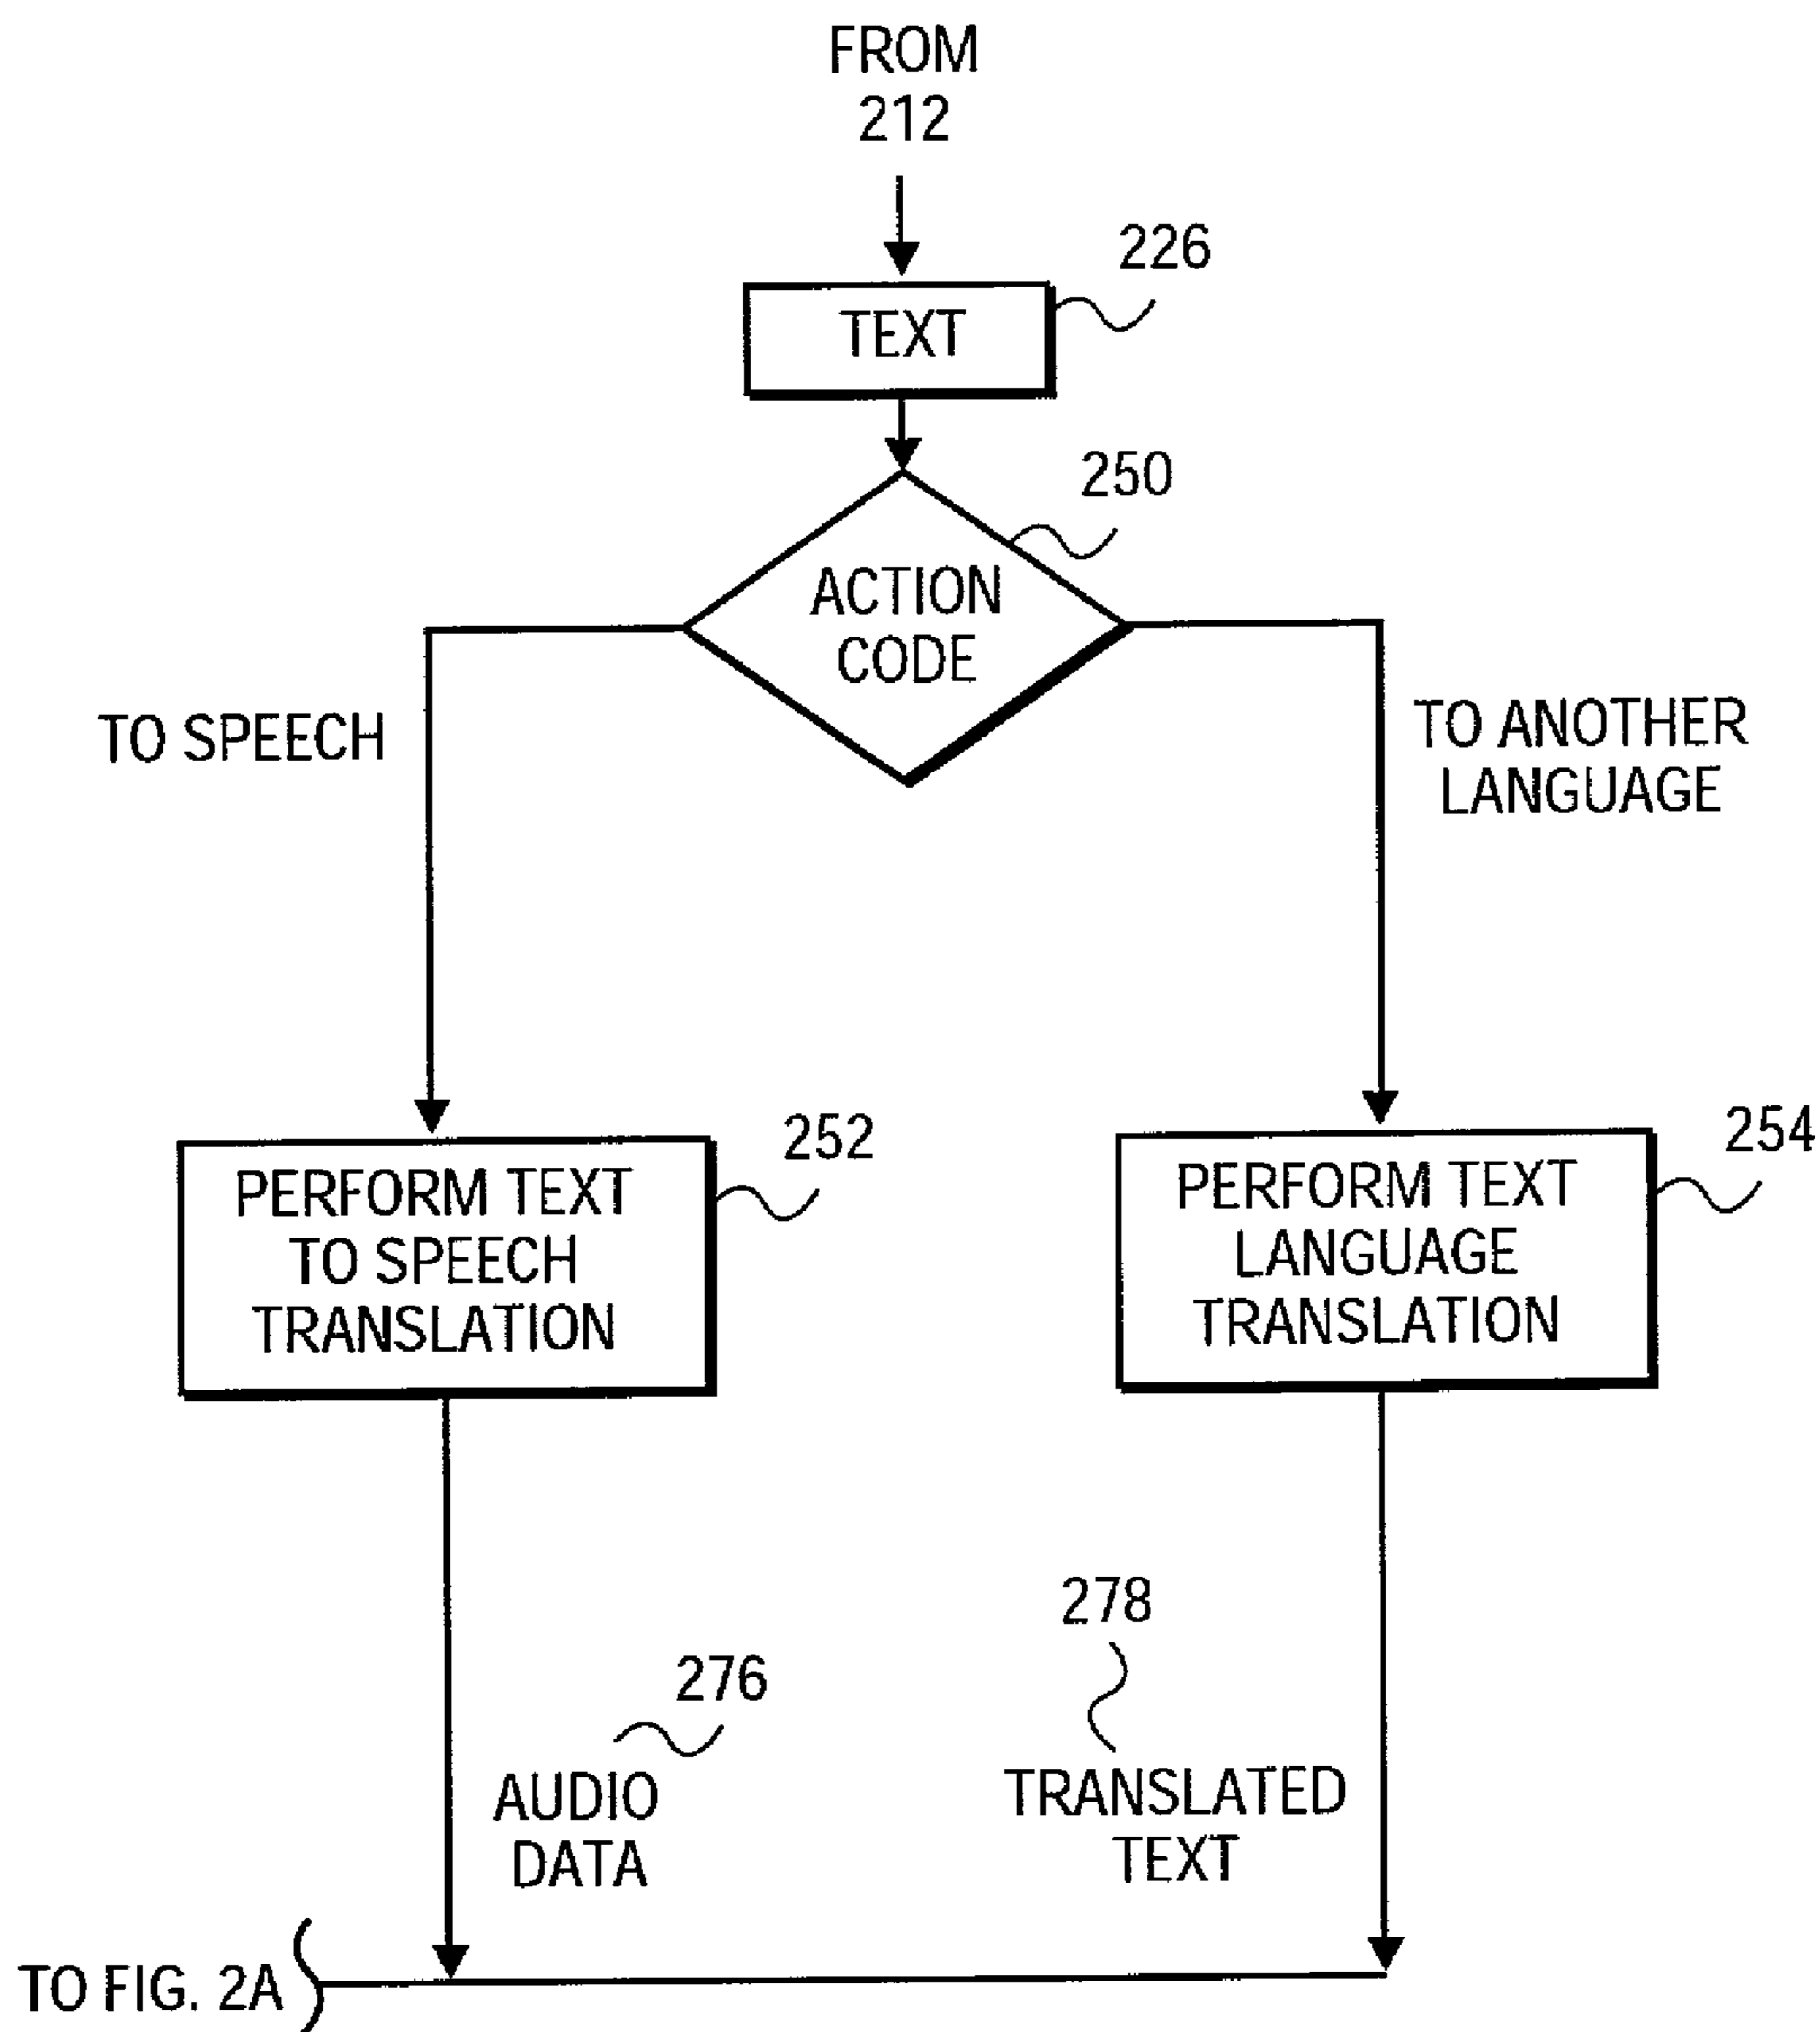 FROM
212
226
TEXT
250
ACTION
CODE
TO SPEECH
TO ANOTHER
LANGUAGE
252
PERFORM TEXT
TO SPEECH
TRANSLATION
254
PERFORM TEXT
LANGUAGE
TRANSLATION
276
AUDIO
DATA
278
TRANSLATED
TEXT
TO FIG. 2A